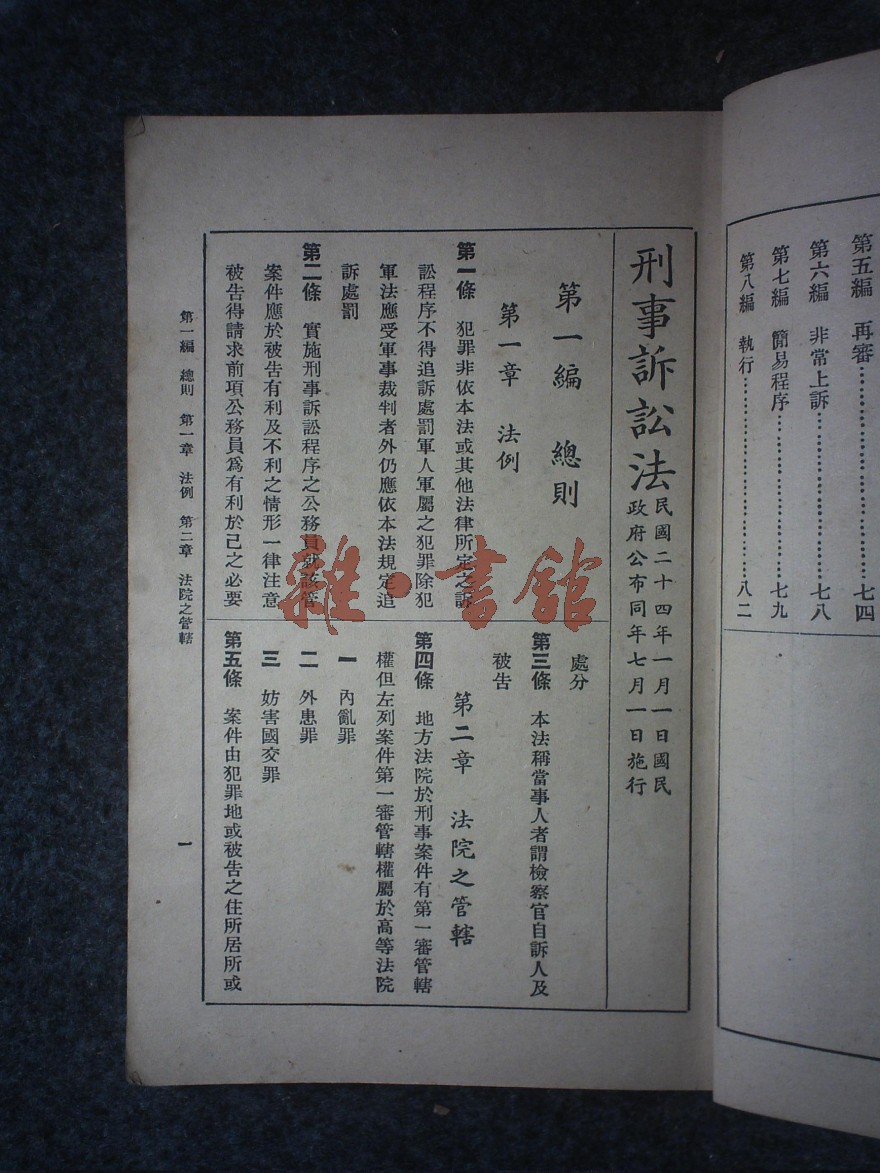 第五編　再審…………………七四
第六編　非常上訴…………………七八
第七編　簡易程序…………………七九
第八編　執行…………………八二
刑事訴訟法
民國二十四年一月一日國民
政府公布同年七月一日施行
第一編　總則
第一章　法例
第一條　犯罪非依本法或其他法律所定之訴
訟程序不得追訴處罰軍人軍屬之犯罪除犯
軍法應受軍事裁判者外仍應依本法規定追
訴處罰
第二條　實施刑事訴訟程序之公務員就該管
案件應於被告有利及不利之情形一律注意
被告得請求前項公務員爲有利於己之必要
處分
第三條　本法稱當事人者謂檢察官自訴人及
被告
第二章　法院之管轄
第四條　地方法院於刑事案件有第一審管轄
權但左列案件第一審管轄權屬於高等法院
一　內亂罪
二　外患罪
三　妨害國交罪
第五條　案件由犯罪地或被告之住所居所或
第一編　總則　第一章　法例　第二章　法院之管轄
一
雜·書館